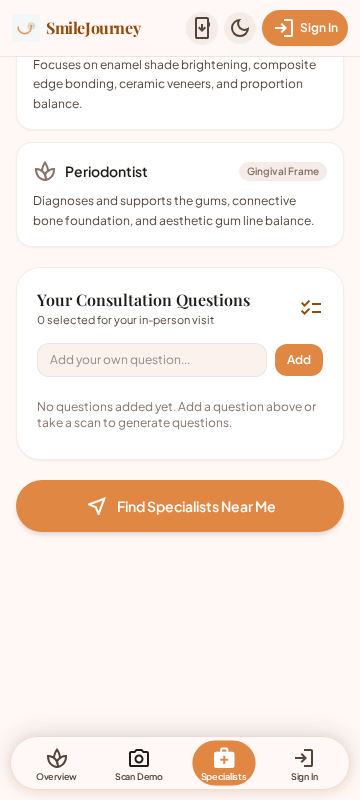 SmileJourney
Sign In
Focuses on enamel shade brightening, composite
edge bonding, ceramic veneers, and proportion
balance.
Periodontist
Gingival Frame
Diagnoses and supports the gums, connective
bone foundation, and aesthetic gum line balance.
Your Consultation Questions
0 selected for your in-person visit
Add your own question...
Add
No questions added yet. Add a question above or
take a scan to generate questions.
Find Specialists Near Me
Overview
Scan Demo
Specialists
Sign In